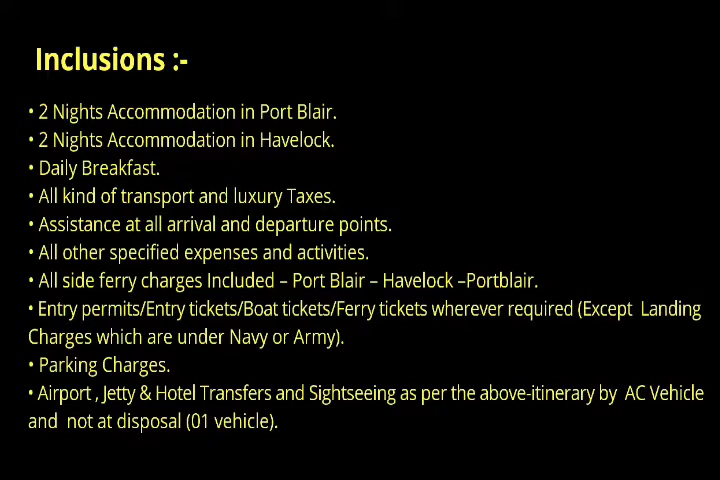 Inclusions :-
• 2 Nights Accommodation in Port Blair.
• 2 Nights Accommodation in Havelock.
• Daily Breakfast.
• All kind of transport and luxury Taxes.
• Assistance at all arrival and departure points.
• All other specified expenses and activities.
• All side ferry charges Included – Port Blair – Havelock –Portblair.
• Entry permits/Entry tickets/Boat tickets/Ferry tickets wherever required (Except Landing
Charges which are under Navy or Army).
• Parking Charges.
• Airport , Jetty & Hotel Transfers and Sightseeing as per the above-itinerary by AC Vehicle
and not at disposal (01 vehicle).